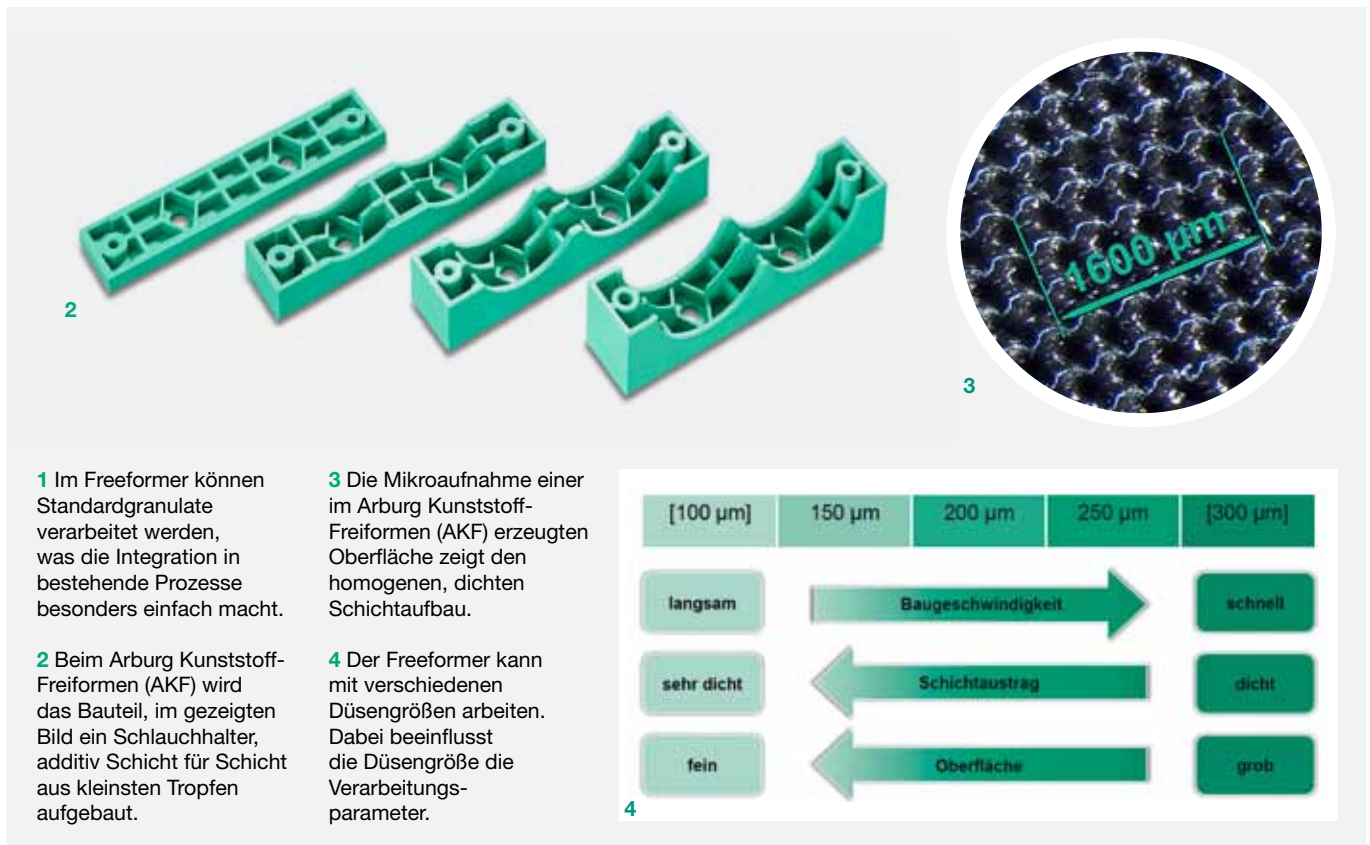 2
1600 µm
3
1 Im Freeformer können
Standardgranulate
verarbeitet werden,
was die Integration in
bestehende Prozesse
besonders einfach macht.
2 Beim Arburg Kunststoff-
Freiformen (AKF) wird
das Bauteil, im gezeigten
Bild ein Schlauchhalter,
additiv Schicht für Schicht
aus kleinsten Tropfen
aufgebaut.
3 Die Mikroaufnahme einer
im Arburg Kunststoff-
Freiformen (AKF) erzeugten
Oberfläche zeigt den
homogenen, dichten
Schichtaufbau.
4 Der Freeformer kann
mit verschiedenen
Düsengrößen arbeiten.
Dabei beeinflusst
die Düsengröße die
Verarbeitungs-
parameter.
[100 µm] 150 µm 200 µm 250 µm [300 µm]
langsam Baugeschwindigkeit schnell
sehr dicht Schichtaustrag dicht
fein Oberfläche grob
4